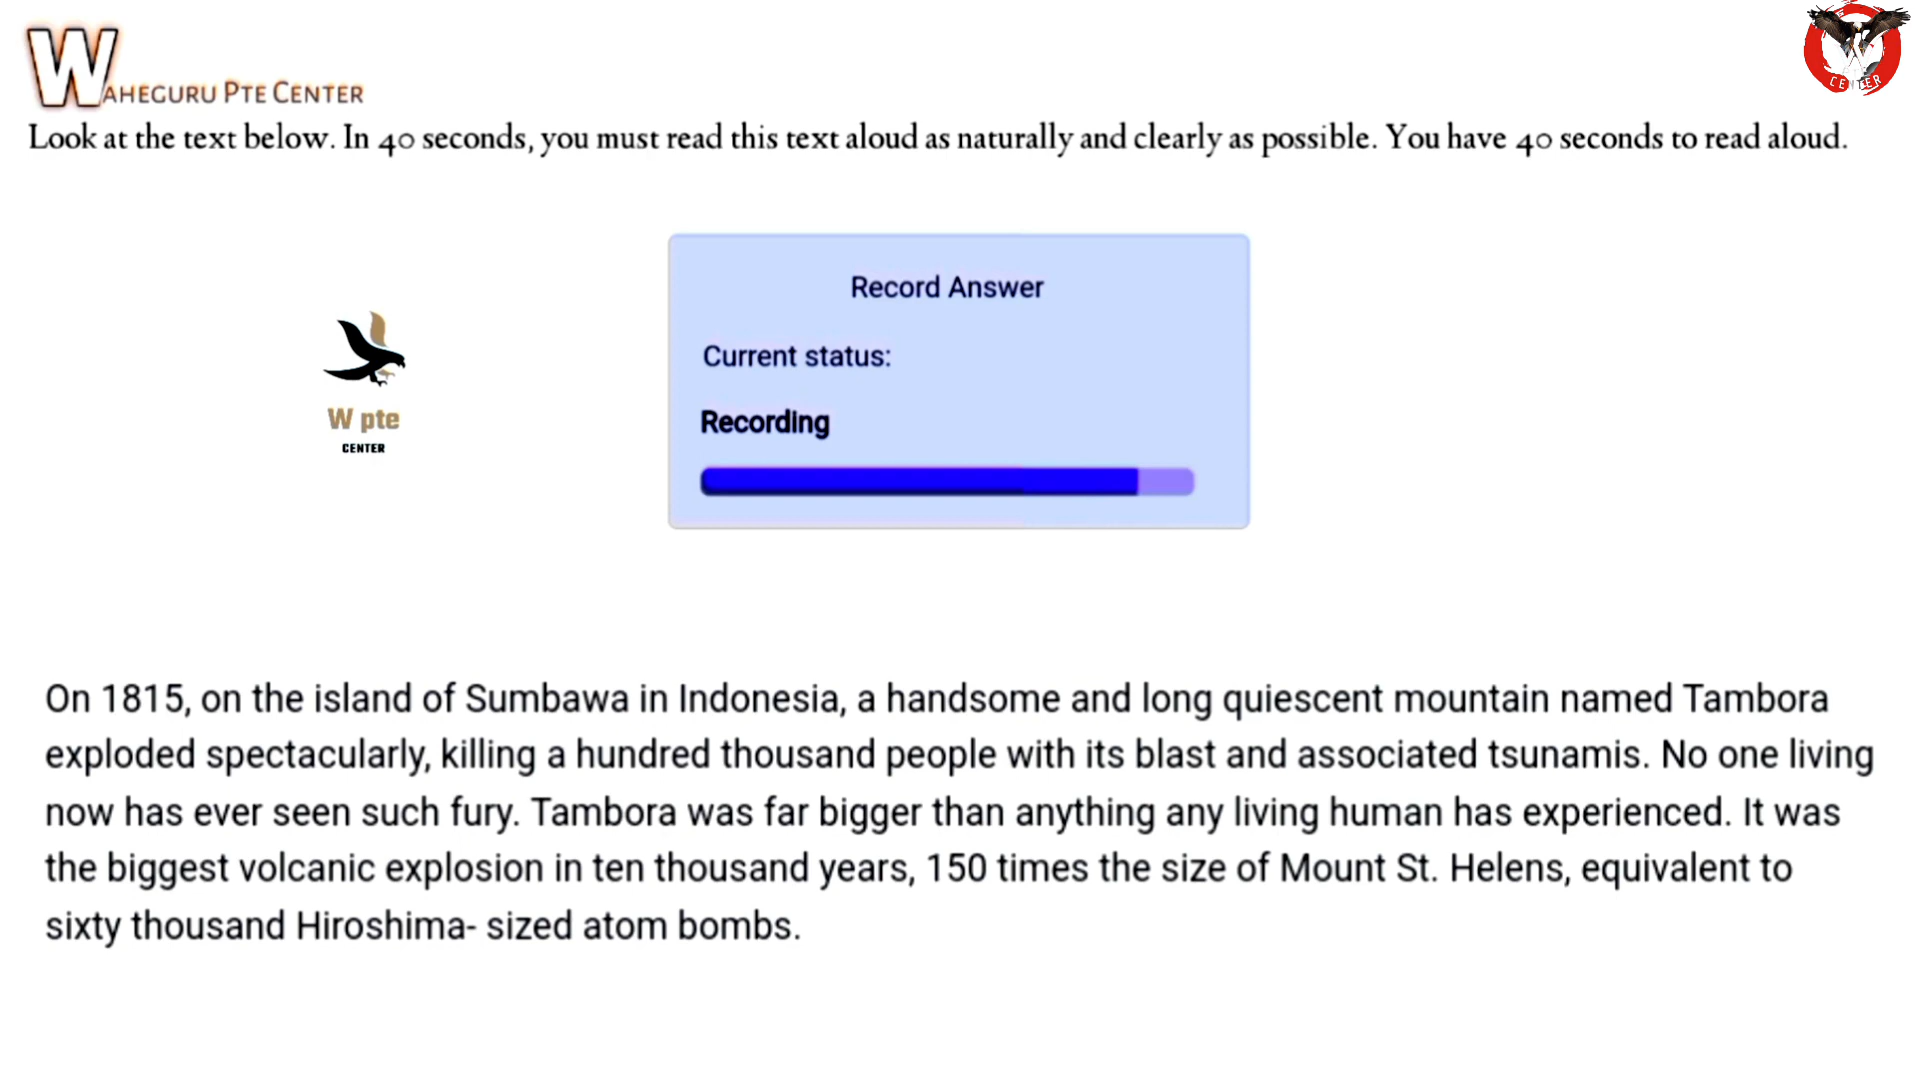 WAHEGURU PTE CENTER
CENTER
Look at the text below. In 40 seconds, you must read this text aloud as naturally and clearly as possible. You have 40 seconds to read aloud.
Record Answer
Current status:
Recording
W pte
CENTER
On 1815, on the island of Sumbawa in Indonesia, a handsome and long quiescent mountain named Tambora
exploded spectacularly, killing a hundred thousand people with its blast and associated tsunamis. No one living
now has ever seen such fury. Tambora was far bigger than anything any living human has experienced. It was
the biggest volcanic explosion in ten thousand years, 150 times the size of Mount St. Helens, equivalent to
sixty thousand Hiroshima- sized atom bombs.